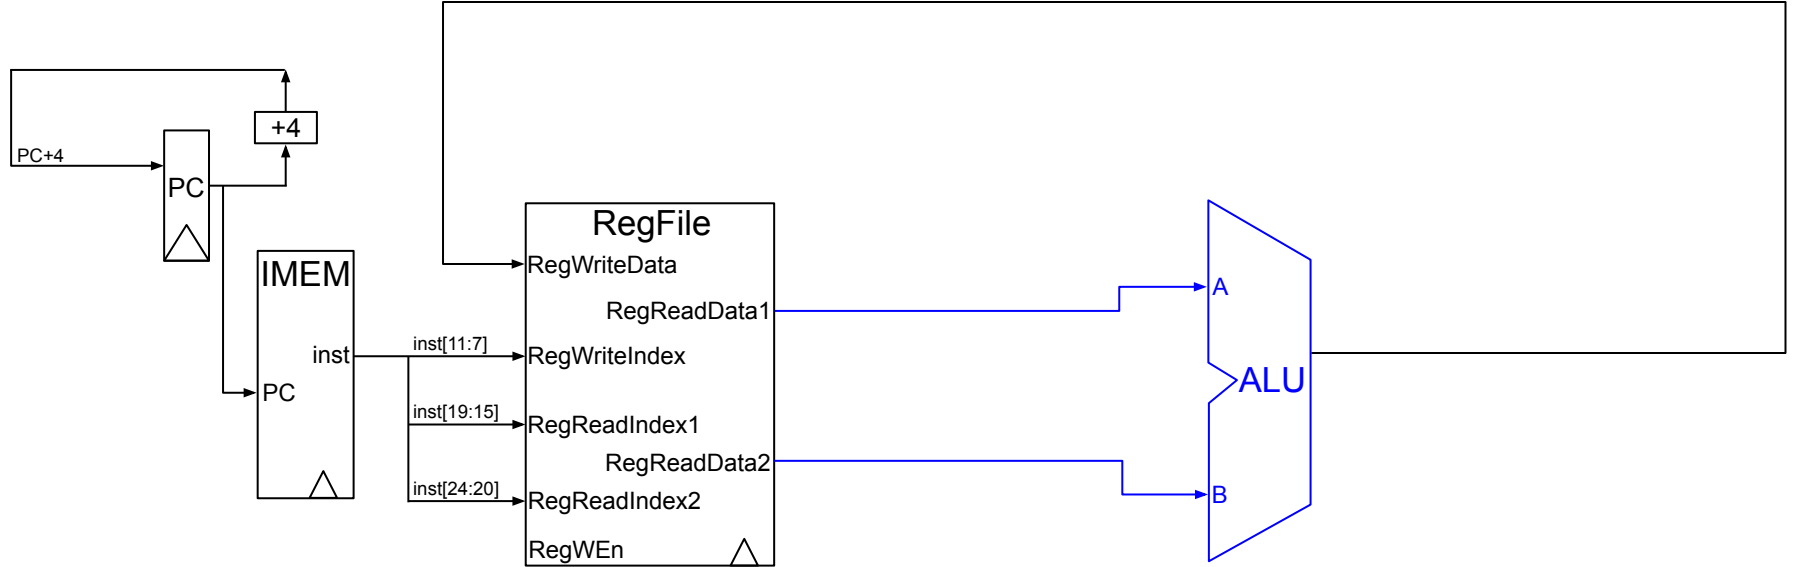 +4
PC+4
PC
RegFile
IMEM
RegWriteData
A
RegReadData1
inst[11:7]
inst
RegWriteIndex
ALU
PC
inst[19:15]
RegReadIndex1
RegReadData2
inst[24:20]
B
RegReadIndex2
RegWEn